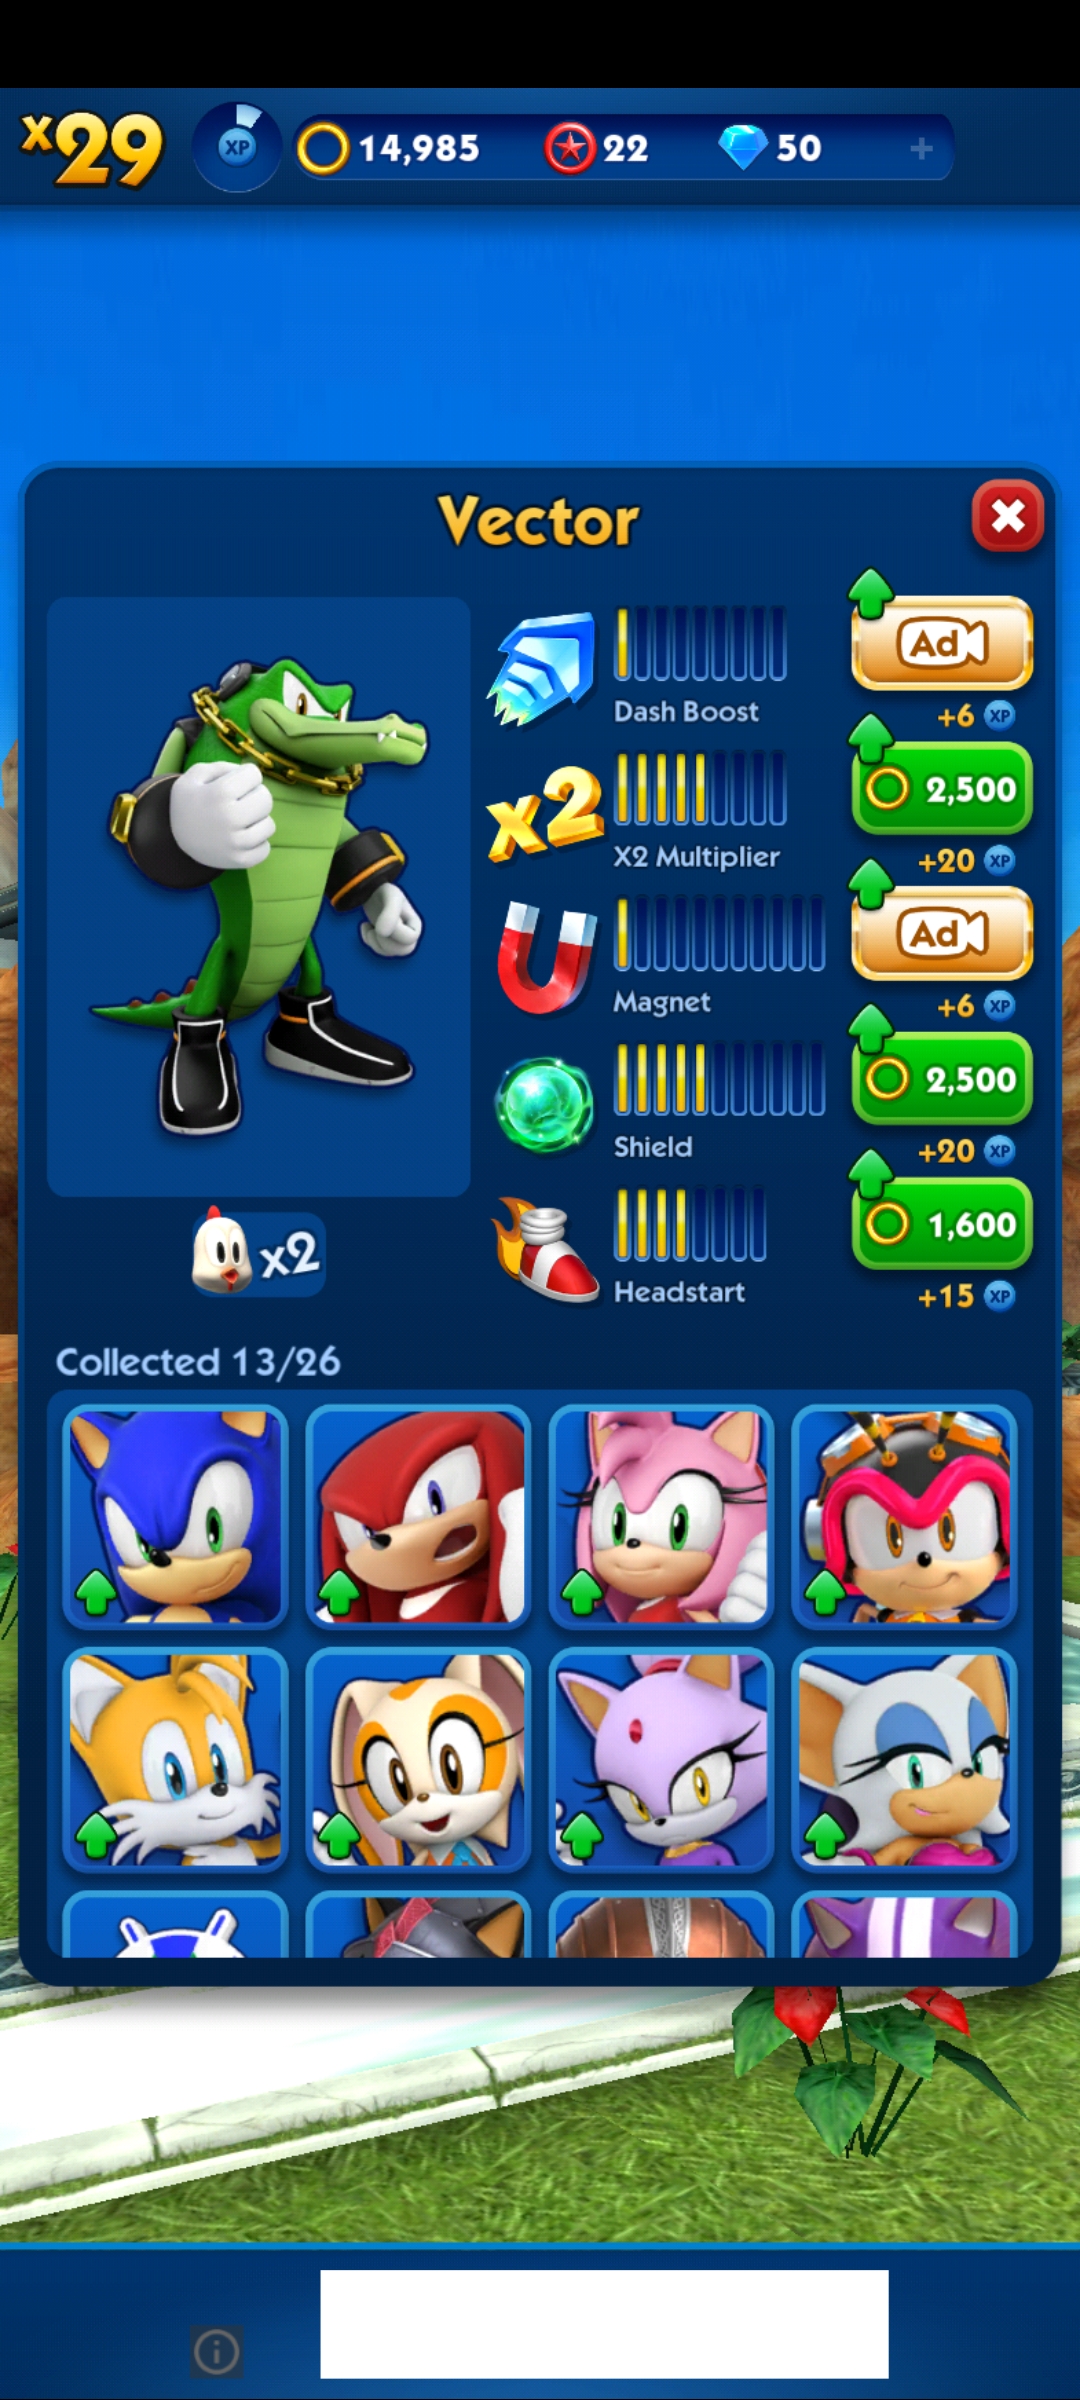 x29 XP 14,985 22 50 +
Vector
Ad
Dash Boost
+6 XP
x2
2,500
X2 Multiplier
+20 XP
Ad
Magnet
+6 XP
2,500
Shield
+20 XP
1,600
x2
Headstart
+15 XP
Collected 13/26